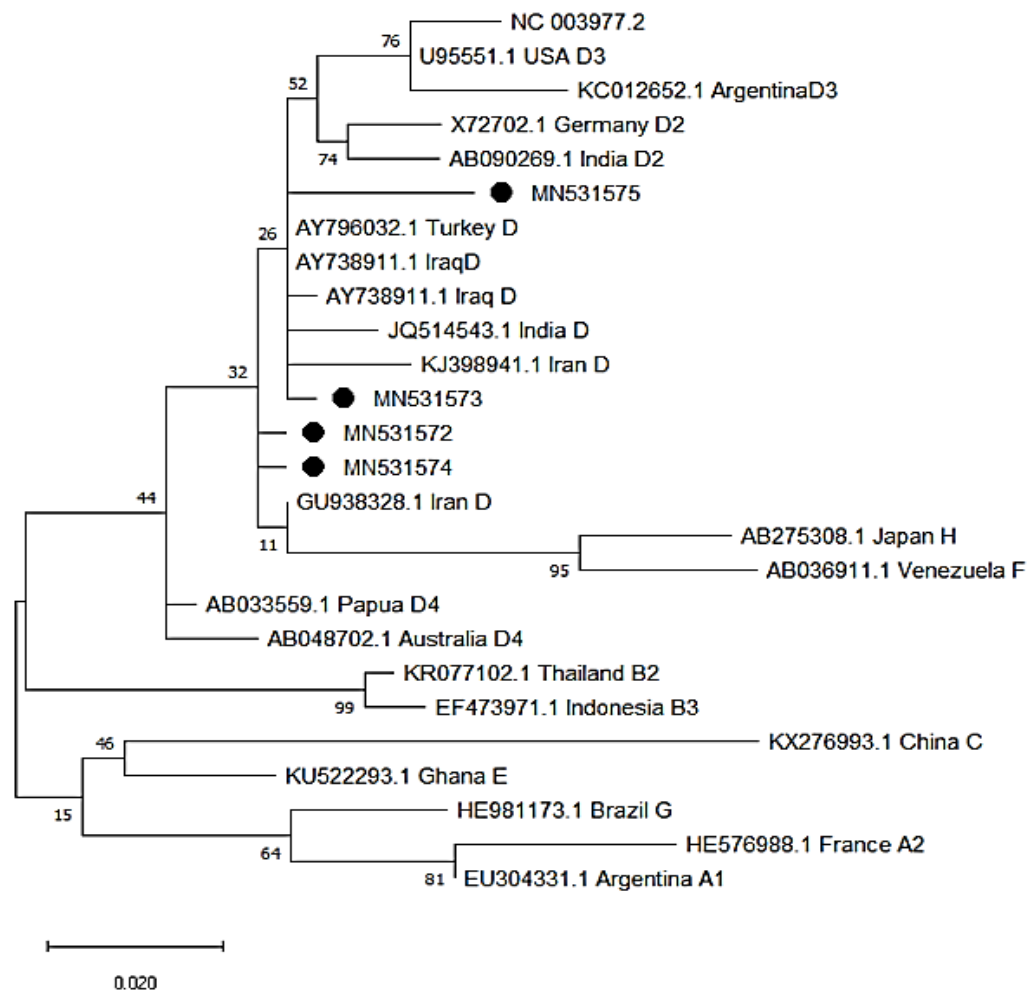 NC 003977.2
76
U95551.1 USA D3
52
KC012652.1 ArgentinaD3
X72702.1 Germany D2
74
AB090269.1 India D2
MN531575
26
AY796032.1 Turkey D
AY738911.1 IraqD
AY738911.1 Iraq D
JQ514543.1 India D
KJ398941.1 Iran D
32
MN531573
MN531572
MN531574
44
GU938328.1 Iran D
11
AB275308.1 Japan H
95
AB036911.1 Venezuela F
AB033559.1 Papua D4
AB048702.1 Australia D4
KR077102.1 Thailand B2
99
EF473971.1 Indonesia B3
46
KX276993.1 China C
KU522293.1 Ghana E
15
HE981173.1 Brazil G
64
HE576988.1 France A2
81
EU304331.1 Argentina A1
0.020